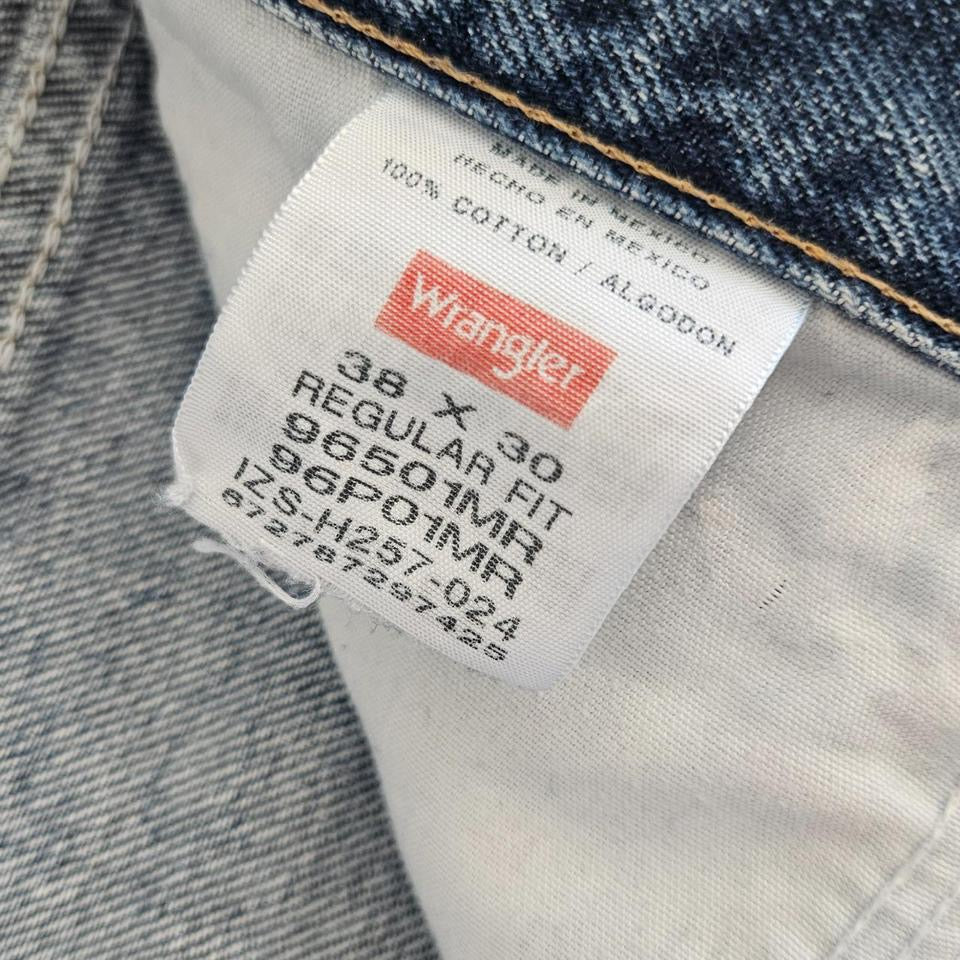 MADE IN MEXICO
HECHO EN MEXICO
100% COTTON / ALGODON
Wrangler
38 X 30
REGULAR FIT
96501MR
96P01MR
IZS-H257-024
872787297425